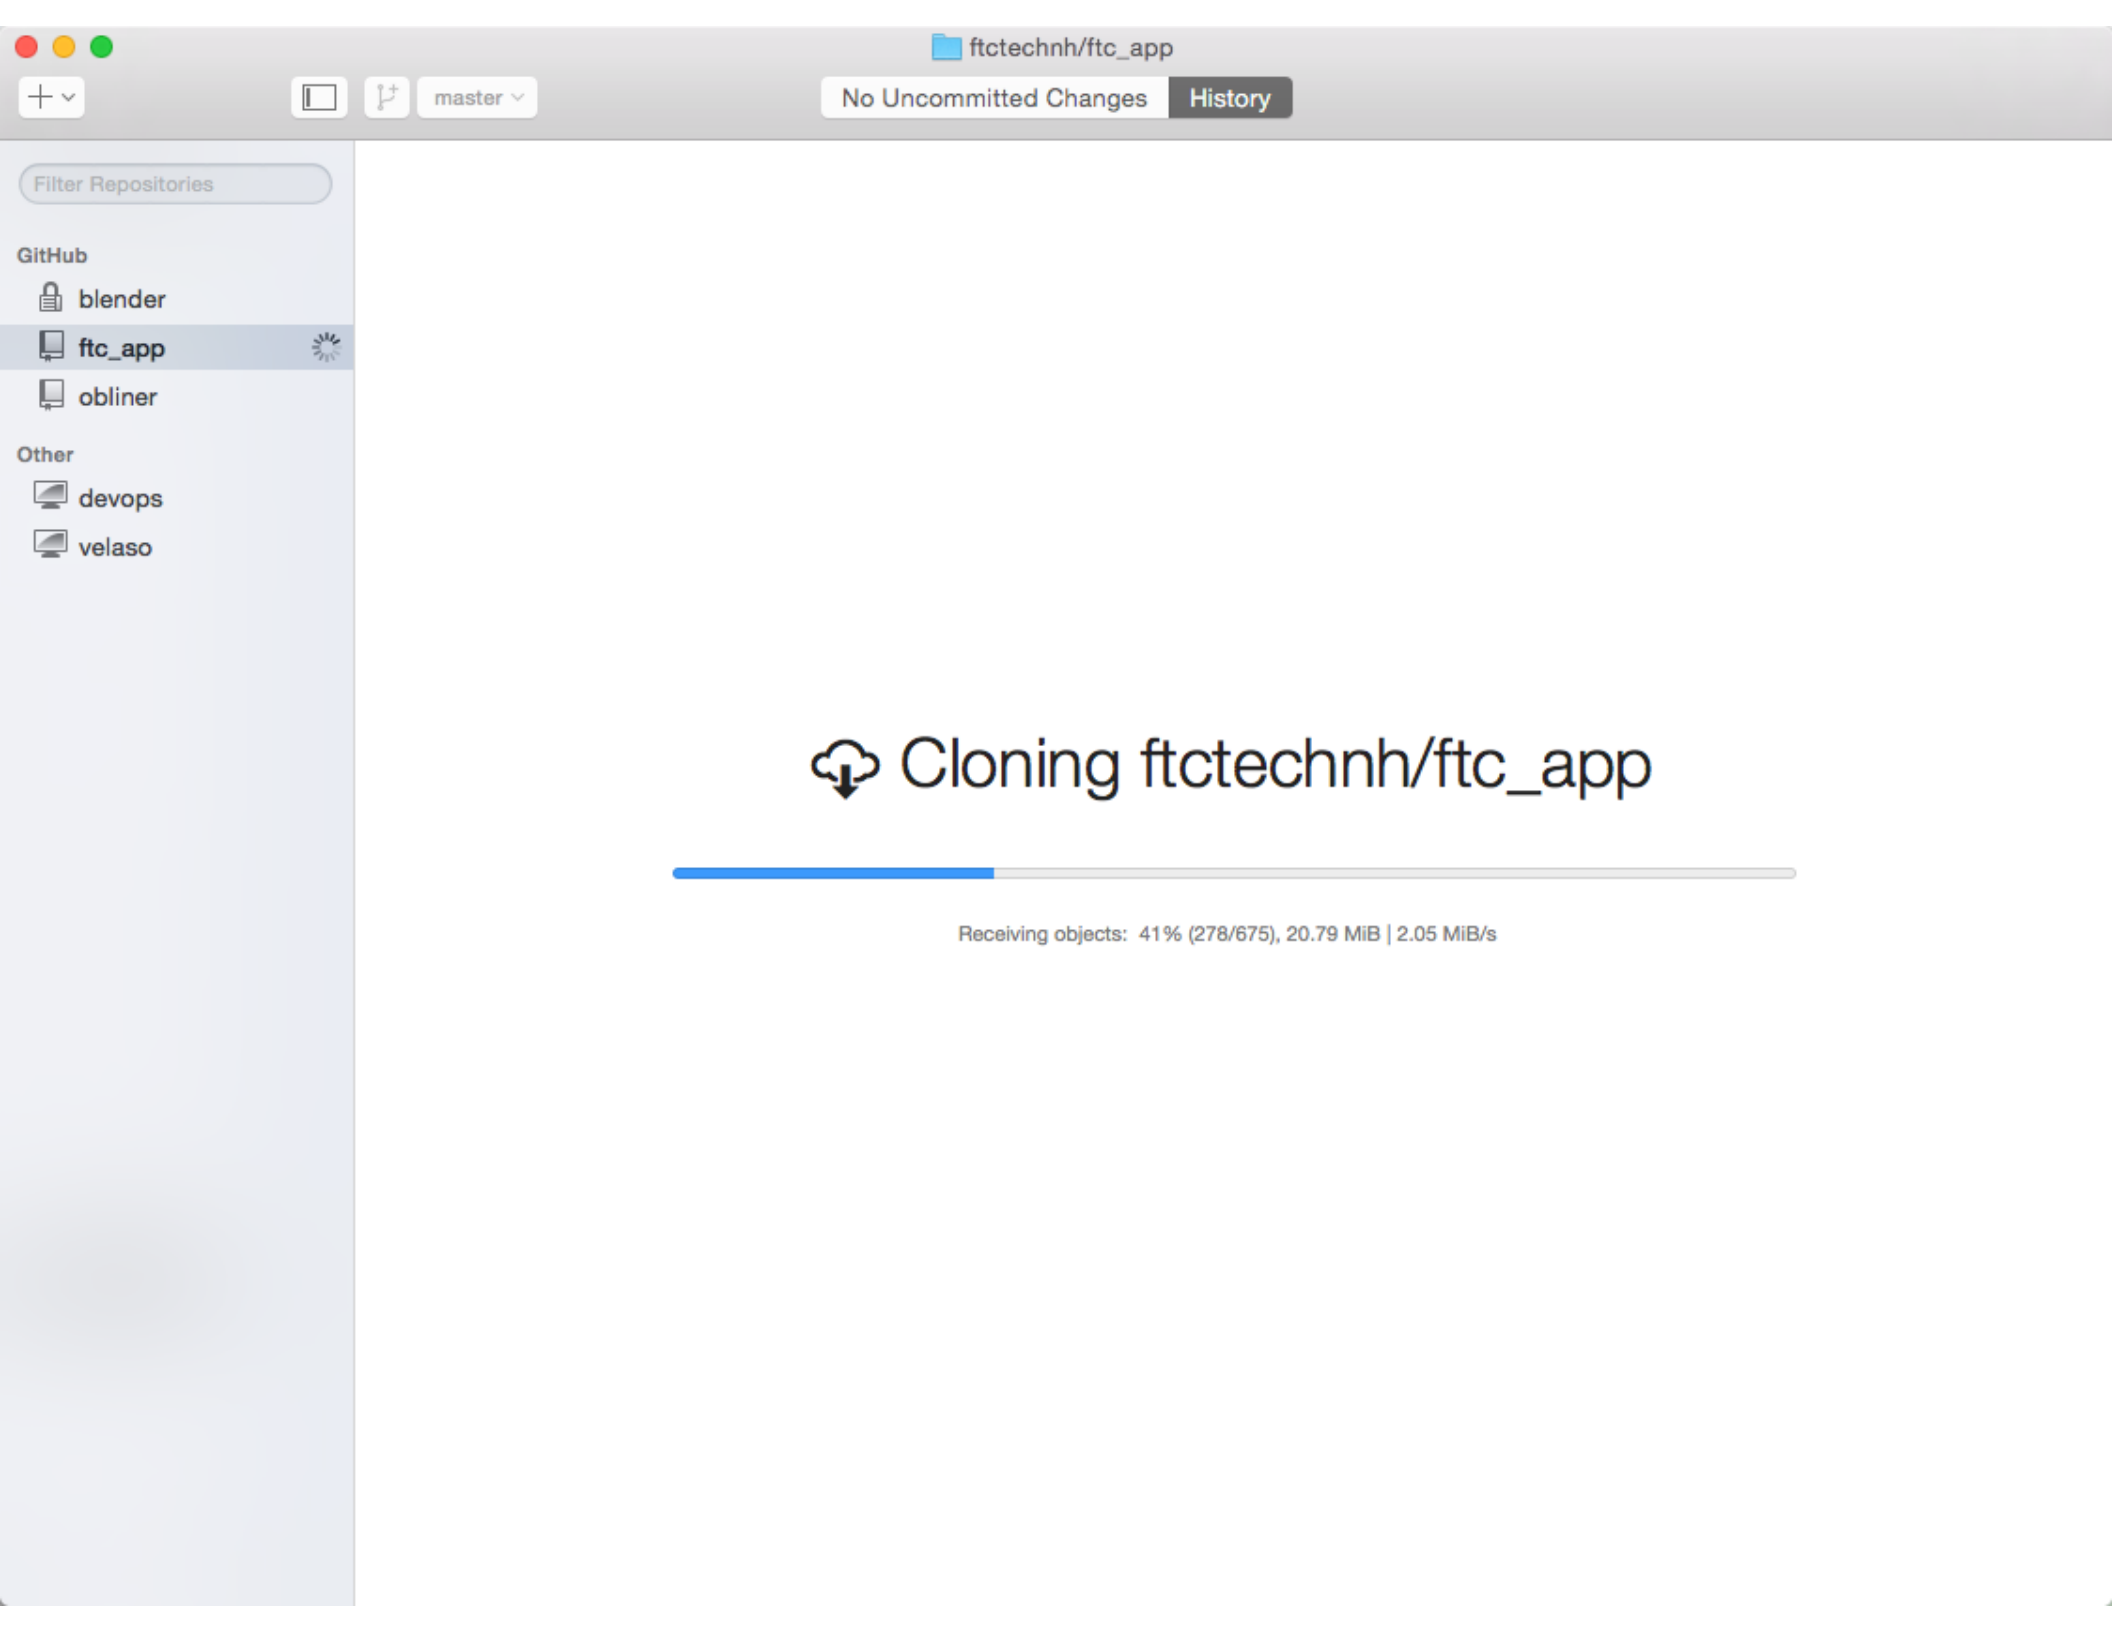 ftctechnh/ftc_app
master
No Uncommitted Changes
History
Filter Repositories
GitHub
blender
ftc_app
obliner
Other
devops
velaso
Cloning ftctechnh/ftc_app
Receiving objects: 41% (278/675), 20.79 MiB | 2.05 MiB/s